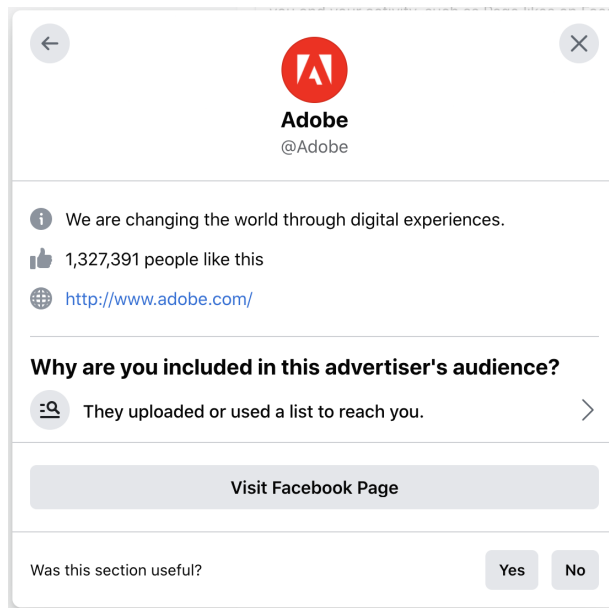 Adobe
@Adobe
We are changing the world through digital experiences.
1,327,391 people like this
http://www.adobe.com/
Why are you included in this advertiser's audience?
They uploaded or used a list to reach you.
Visit Facebook Page
Was this section useful?
Yes
No